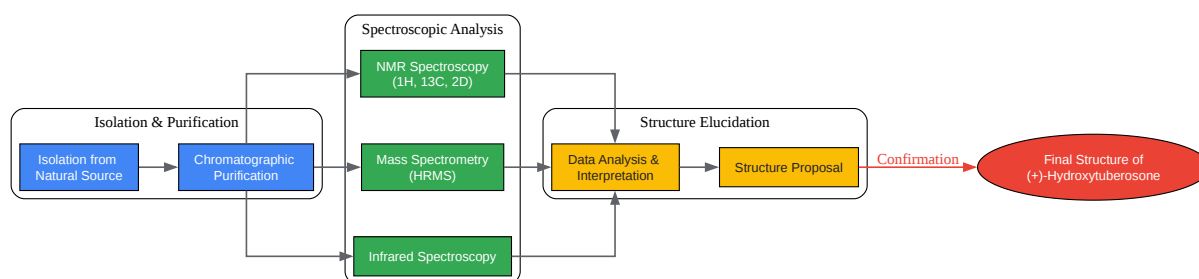 Spectroscopic Analysis
NMR Spectroscopy
(1H, 13C, 2D)
Isolation & Purification
Isolation from
Natural Source
Chromatographic
Purification
Mass Spectrometry
(HRMS)
Infrared Spectroscopy
Structure Elucidation
Data Analysis &
Interpretation
Structure Proposal
Confirmation
Final Structure of
(+)-Hydroxytuberosone